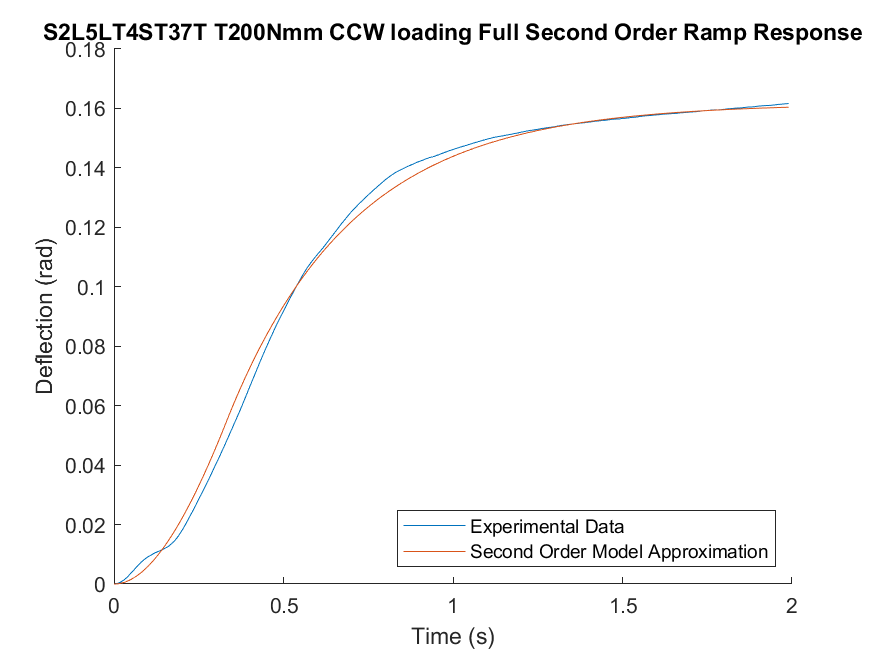 S2L5LT4ST37T T200Nmm CCW loading Full Second Order Ramp Response
0.18
0.16
0.14
0.12
0.1
0.08
0.06
0.04
0.02
0
Deflection (rad)
Experimental Data
Second Order Model Approximation
0 0.5 1 1.5 2
Time (s)